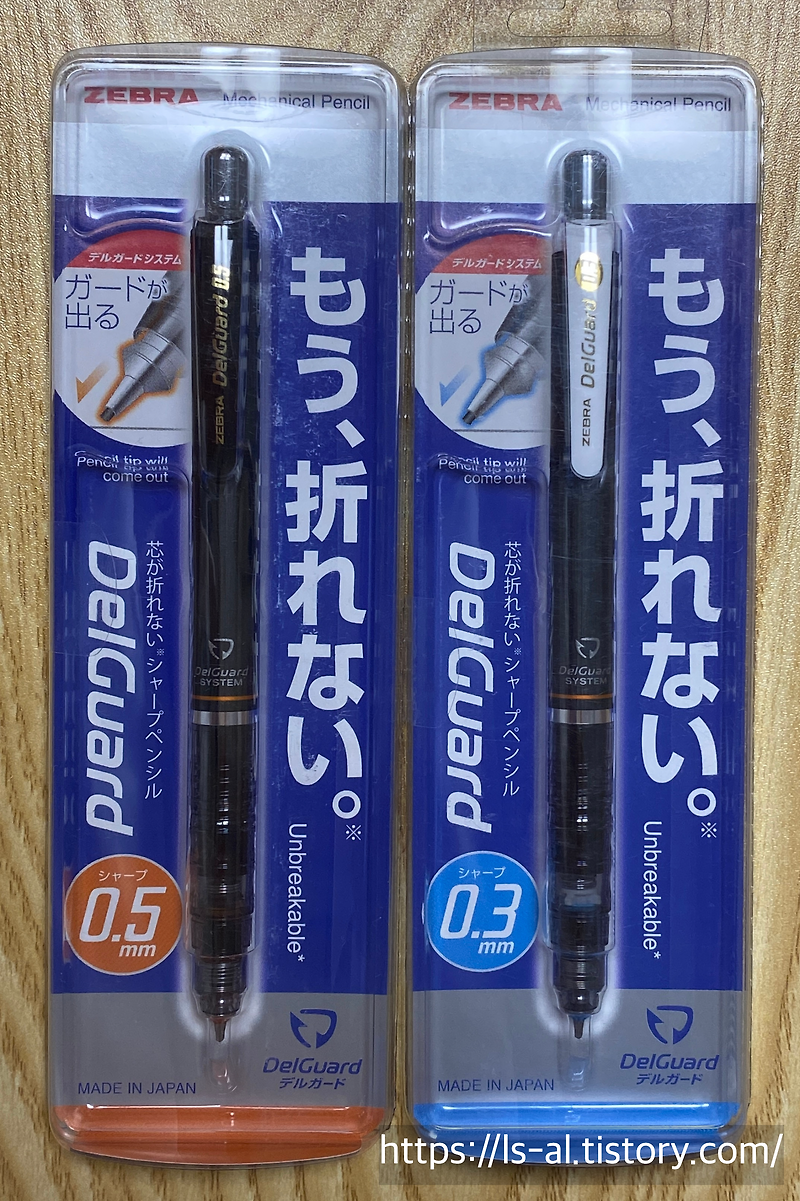 ZEBRA Mechanical Pencil
デルガードシステム
ガードが
出る
Pencil tip will
come out
DelGuard 0.5
ZEBRA
もう、折れない。※
Unbreakable*
芯が折れない※シャープペンシル
DelGuard
DelGuard
SYSTEM
シャープ
0.5
mm
DelGuard
デルガード
MADE IN JAPAN
ZEBRA Mechanical Pencil
デルガードシステム
ガードが
出る
Pencil tip will
come out
ZEBRA DelGuard
もう、折れない。※
Unbreakable*
芯が折れない※シャープペンシル
DelGuard
DelGuard
SYSTEM
シャープ
0.3
mm
DelGuard
デルガード
MADE IN JAPAN
https://ls-al.tistory.com/